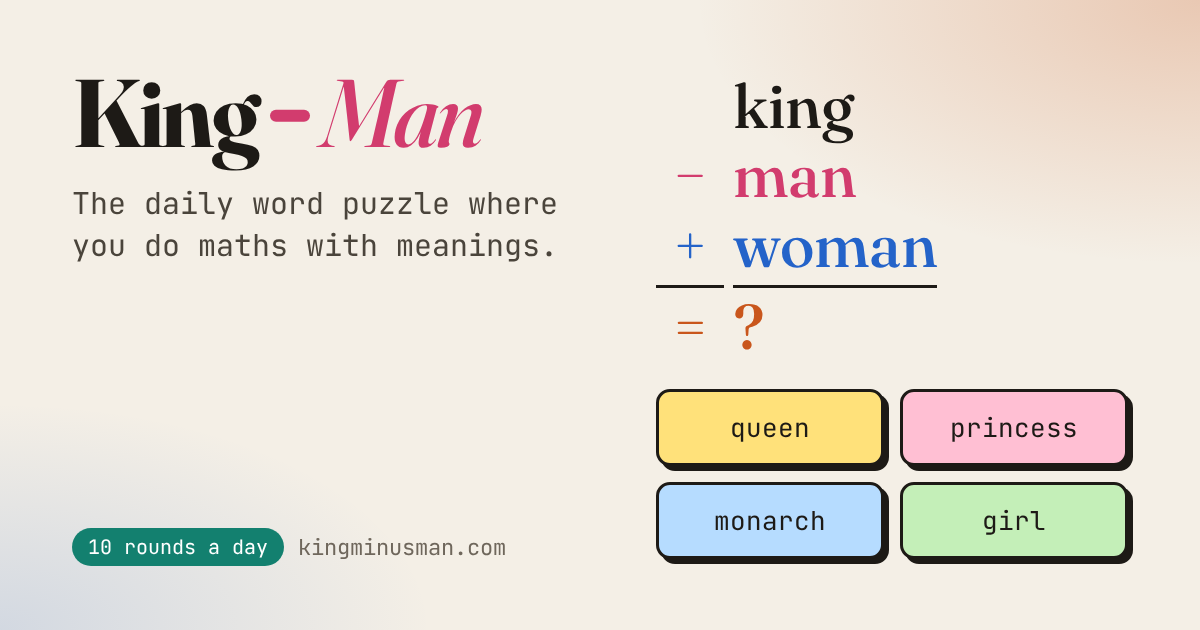 King-Man
The daily word puzzle where
you do maths with meanings.
king
− man
+ woman
= ?
queen
princess
monarch
girl
10 rounds a day
kingminusman.com